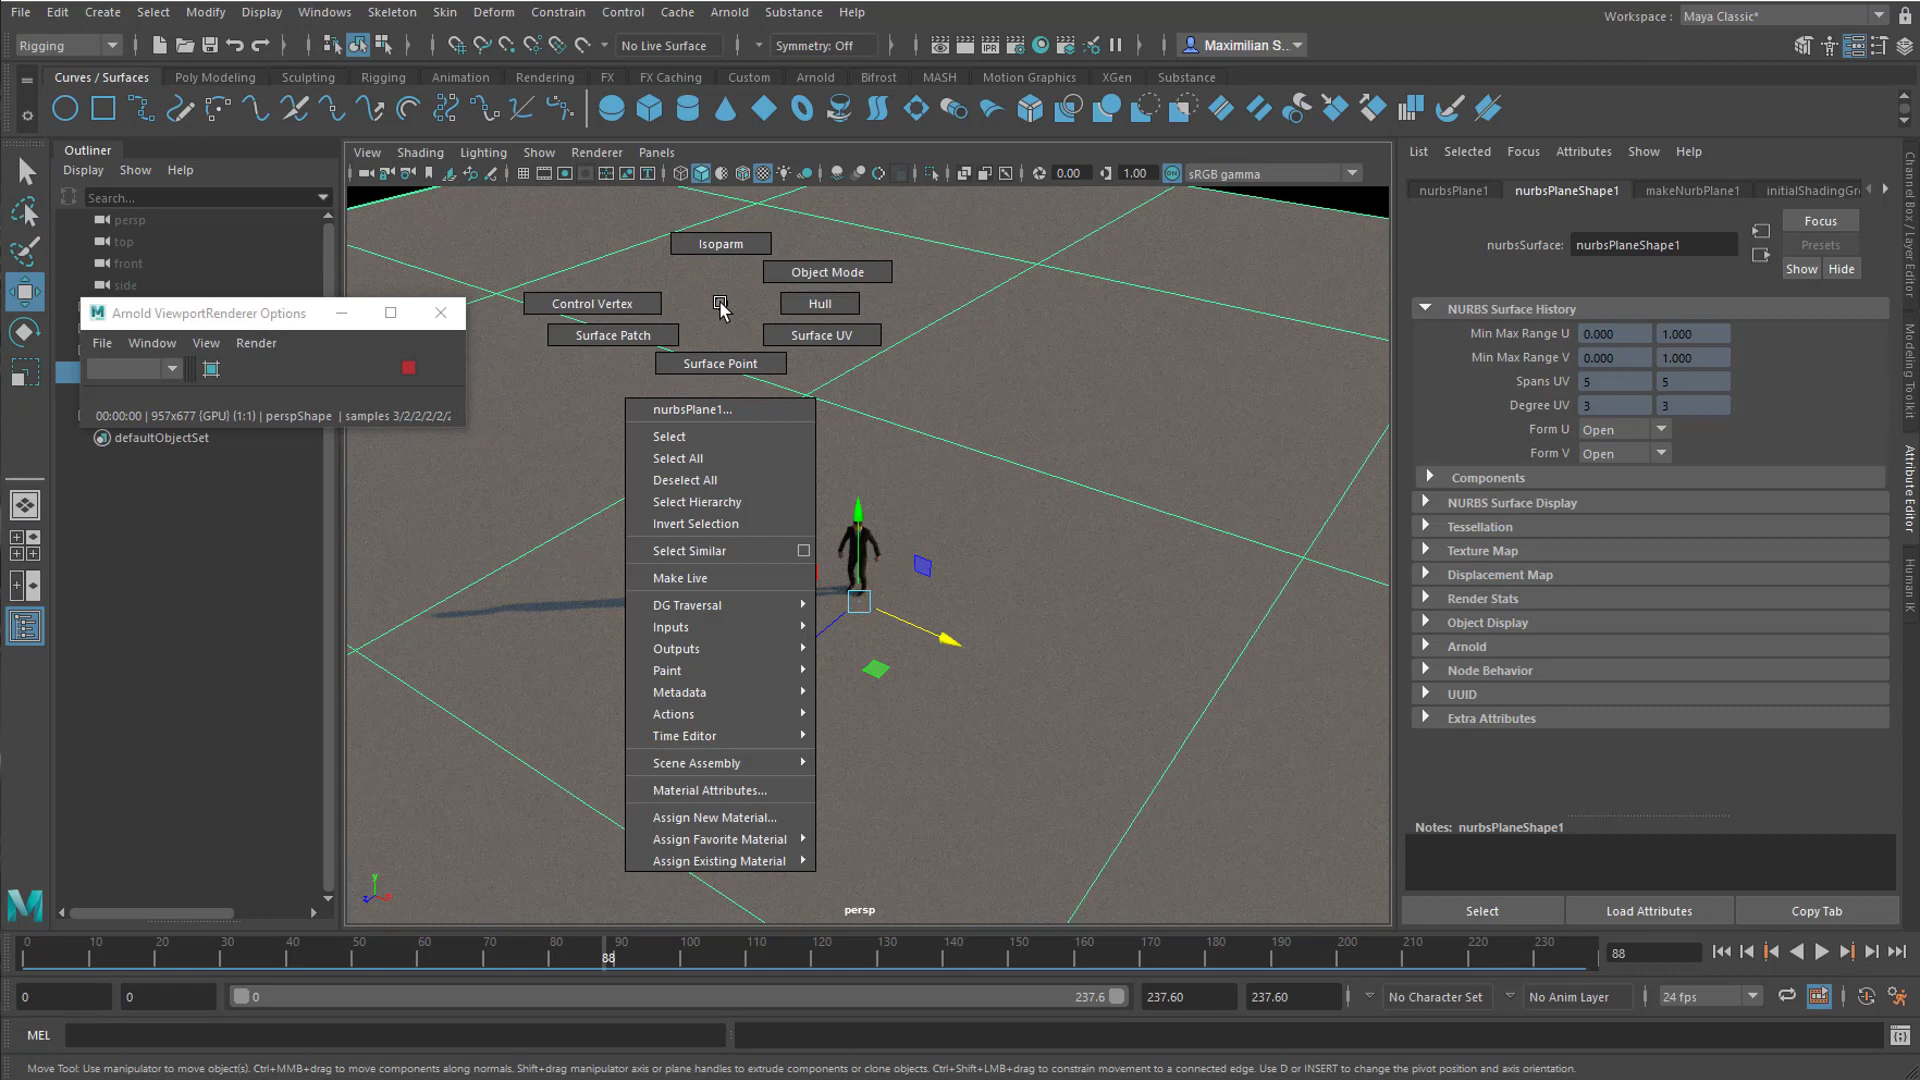 File Edit Create Select Modify Display Windows Skeleton Skin Deform Constrain Control Cache Arnold Substance Help
Workspace : Maya Classic*
Rigging
No Live Surface
Symmetry: Off
Maximilian S..
Curves / Surfaces Poly Modeling Sculpting Rigging Animation Rendering FX FX Caching Custom Arnold Bifrost MASH Motion Graphics XGen Substance
Outliner
Display Show Help
Search...
persp
top
front
side
Arnold ViewportRenderer Options
File Window View Render
00:00:00 | 957x677 {GPU} (1:1) | perspShape | samples 3/2/2/2/2/2
defaultObjectSet
View Shading Lighting Show Renderer Panels
0.00 1.00 sRGB gamma
Isoparm
Object Mode
Control Vertex
Hull
Surface Patch
Surface UV
Surface Point
nurbsPlane1...
Select
Select All
Deselect All
Select Hierarchy
Invert Selection
Select Similar
Make Live
DG Traversal
Inputs
Outputs
Paint
Metadata
Actions
Time Editor
Scene Assembly
Material Attributes...
Assign New Material...
Assign Favorite Material
Assign Existing Material
persp
y
z
List Selected Focus Attributes Show Help
nurbsPlane1 nurbsPlaneShape1 makeNurbPlane1 initialShadingGr
Focus
nurbsSurface: nurbsPlaneShape1
Presets
Show Hide
NURBS Surface History
Min Max Range U 0.000 1.000
Min Max Range V 0.000 1.000
Spans UV 5 5
Degree UV 3 3
Form U Open
Form V Open
Components
NURBS Surface Display
Tessellation
Texture Map
Displacement Map
Render Stats
Object Display
Arnold
Node Behavior
UUID
Extra Attributes
Notes: nurbsPlaneShape1
Select Load Attributes Copy Tab
Channel Box / Layer Editor
Modeling Toolkit
Attribute Editor
Human IK
0 10 20 30 40 50 60 70 80 90 100 110 120 130 140 150 160 170 180 190 200 210 220 230
88
88
0 0 0 237.6 237.60 237.60 No Character Set No Anim Layer 24 fps
MEL
Move Tool: Use manipulator to move object(s). Ctrl+MMB+drag to move components along normals. Shift+drag manipulator axis or plane handles to extrude components or clone objects. Ctrl+Shift+LMB+drag to constrain movement to a connected edge. Use D or INSERT to change the pivot position and axis orientation.